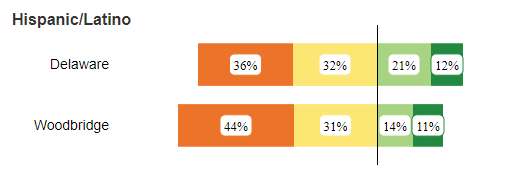 Hispanic/Latino
Delaware 36% 32% 21% 12%
Woodbridge 44% 31% 14% 11%